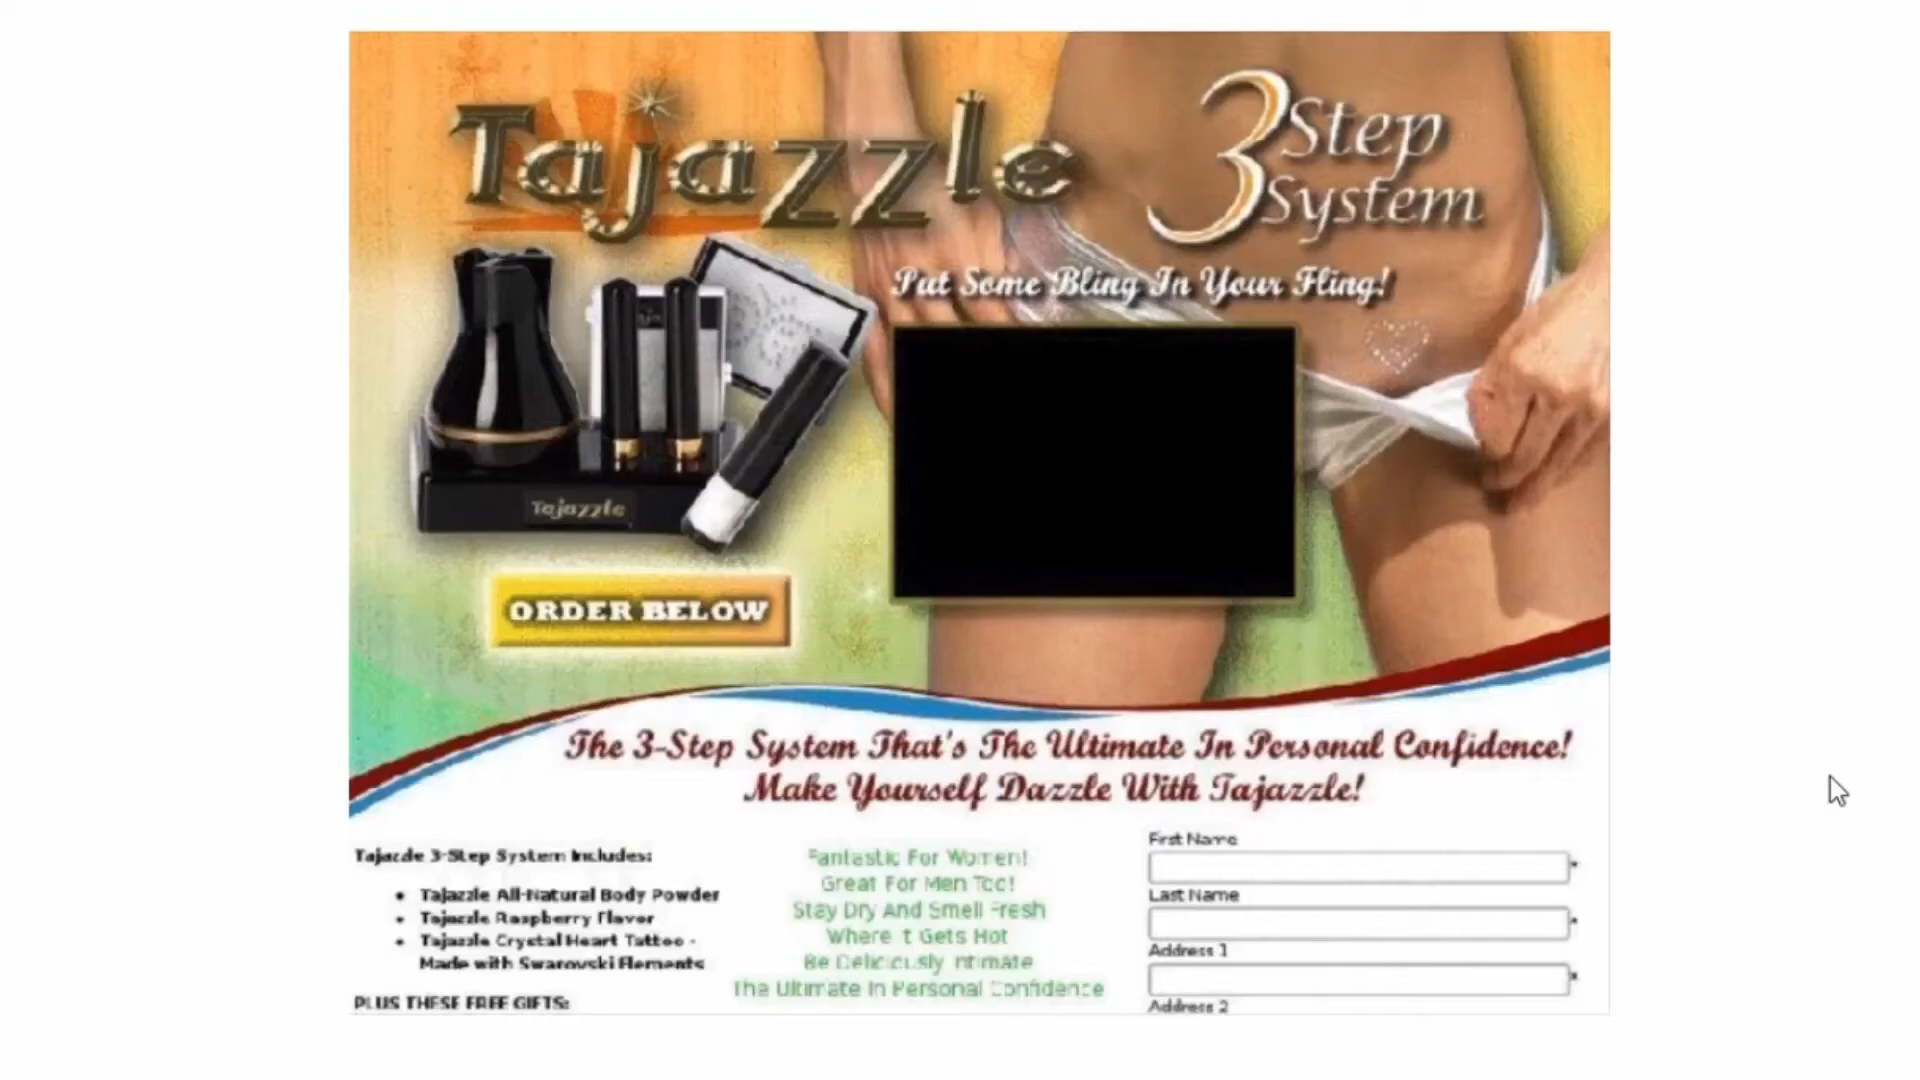 Tajazzle
3 Step
System
Put Some Bling In Your Fling!
Tajazzle
ORDER BELOW
The 3-Step System That's The Ultimate In Personal Confidence!
Make Yourself Dazzle With Tajazzle!
Tajazzle 3-Step System Includes:
• Tajazzle All-Natural Body Powder
• Tajazzle Raspberry Flavor
• Tajazzle Crystal Heart Tattoo -
Made with Swarovski Elements
PLUS THESE FREE GIFTS:
Fantastic For Women!
Great For Men Too!
Stay Dry And Smell Fresh
Where It Gets Hot
Be Deliciously Intimate
The Ultimate In Personal Confidence
First Name
*
Last Name
*
Address 1
*
Address 2